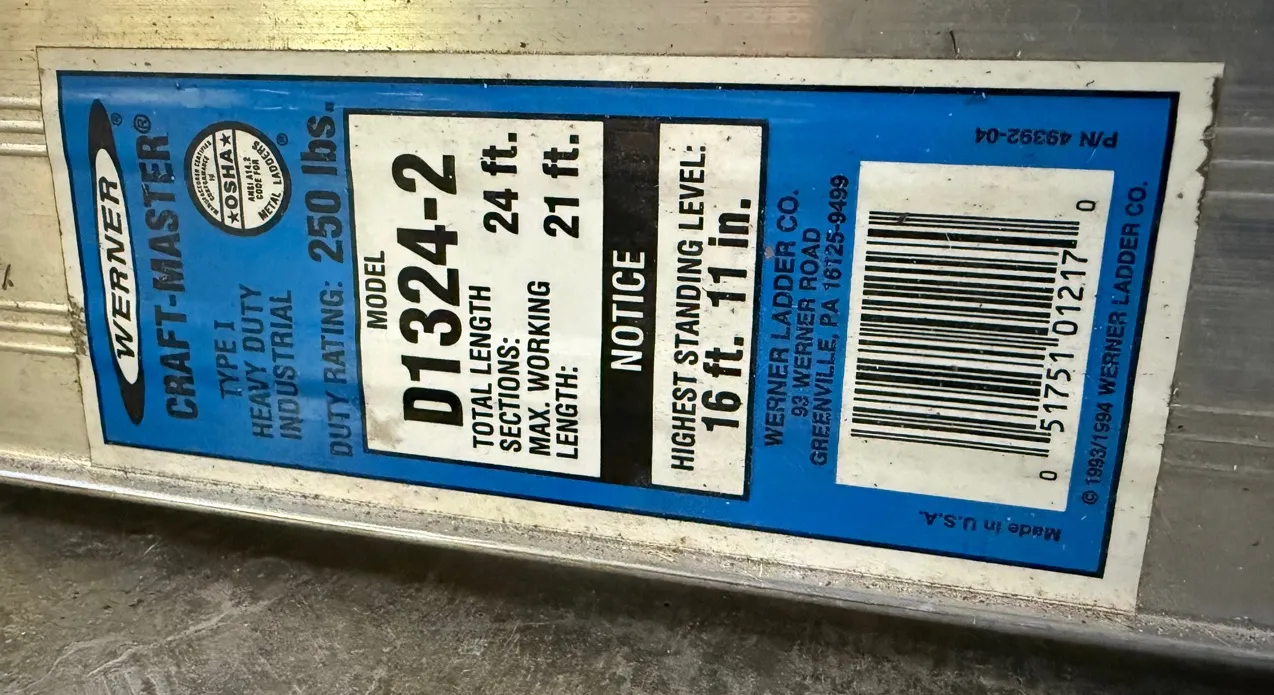 WERNER®
CRAFT-MASTER®
MANUFACTURER CERTIFIED
★OSHA★
ANSI A14.2
CODE FOR
METAL LADDERS
®
TYPE I
HEAVY DUTY
INDUSTRIAL
DUTY RATING: 250 lbs.
MODEL
D1324-2
TOTAL LENGTH
SECTIONS: 24 ft.
MAX. WORKING
LENGTH: 21 ft.
NOTICE
HIGHEST STANDING LEVEL:
16 ft. 11 in.
WERNER LADDER CO.
93 WERNER ROAD
GREENVILLE, PA 16125-9499
0 51751 01217 0
© 1993/1994 WERNER LADDER CO.
Made in U.S.A.
P/N 49392-04